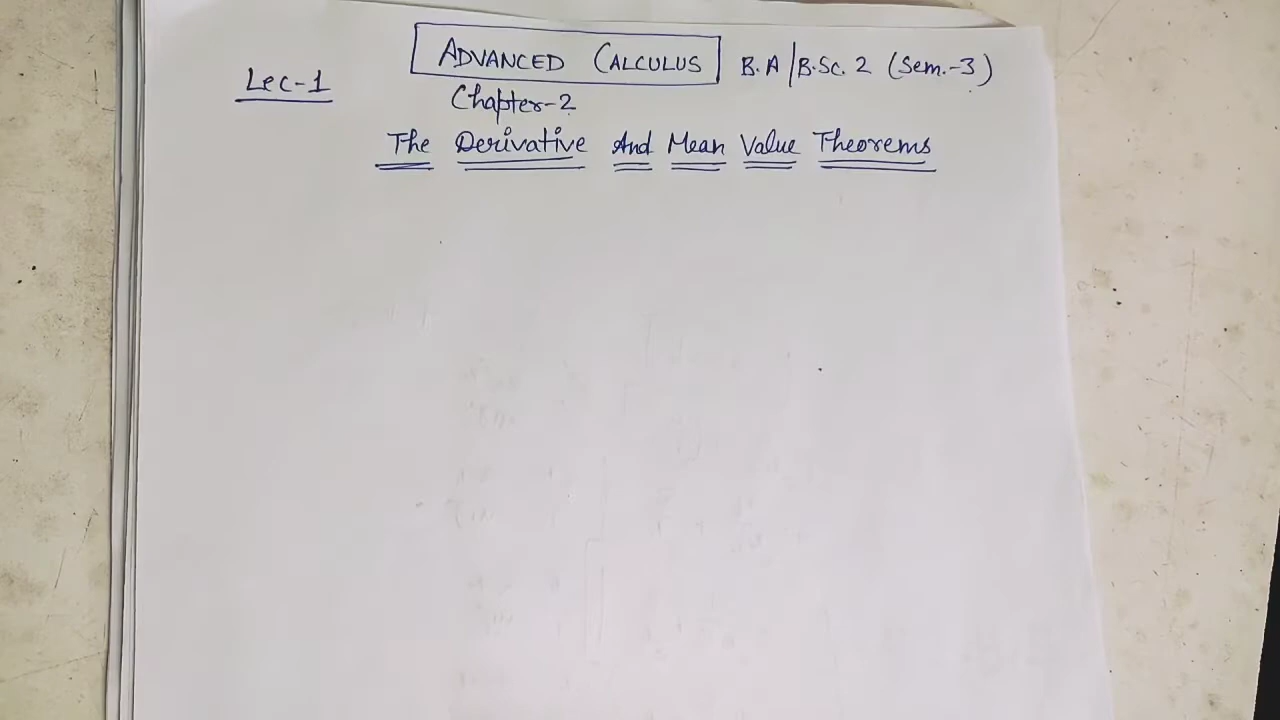 Lec-1
ADVANCED CALCULUS B.A/B.Sc. 2 (Sem.-3)
Chapter-2
The Derivative And Mean Value Theorems